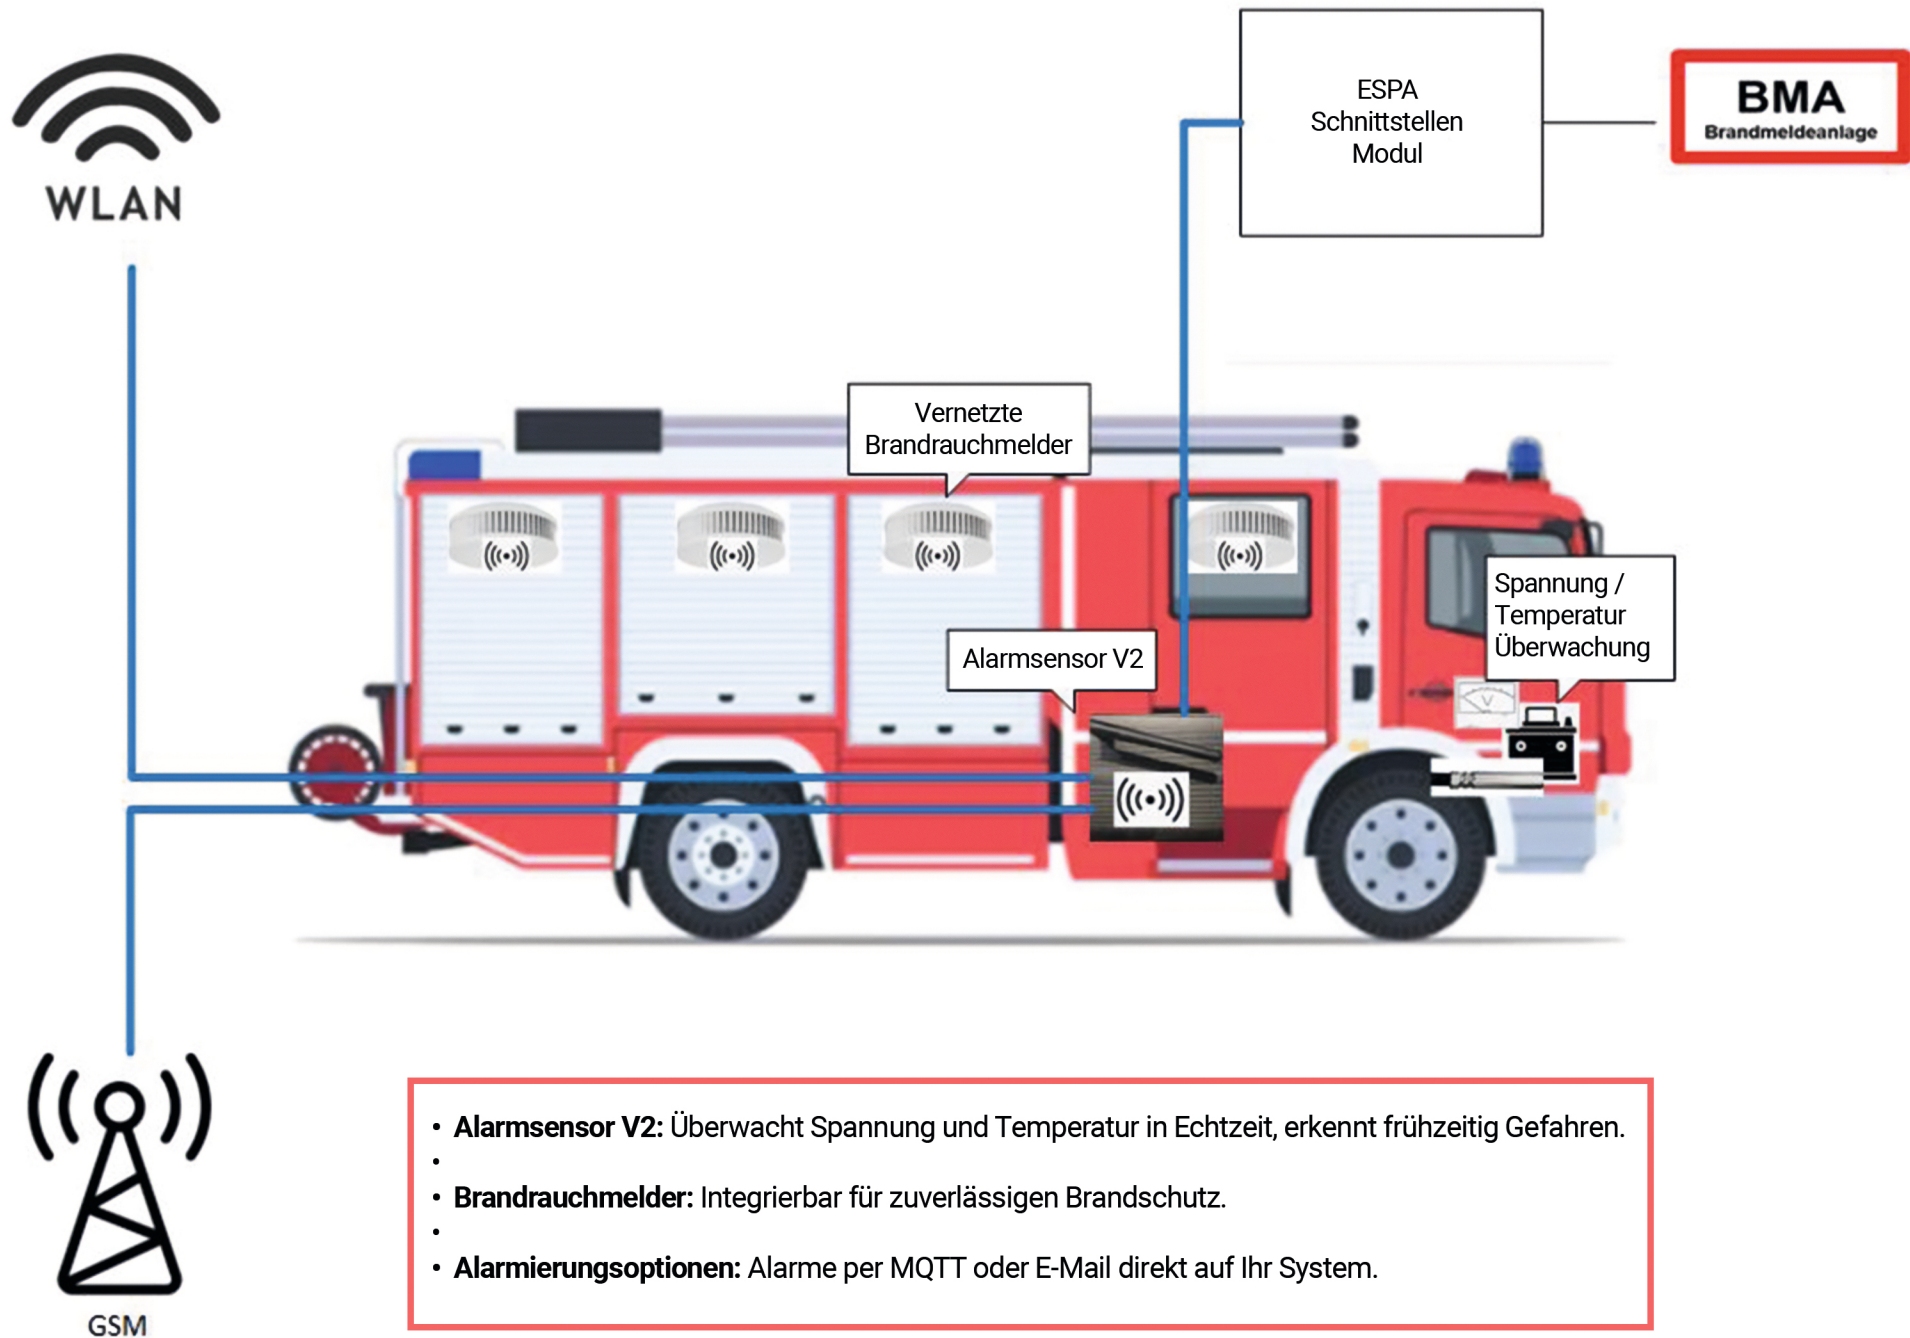 WLAN
ESPA
Schnittstellen
Modul
BMA
Brandmeldeanlage
Vernetzte
Brandrauchmelder
Spannung /
Temperatur
Überwachung
Alarmsensor V2
V
• Alarmsensor V2: Überwacht Spannung und Temperatur in Echtzeit, erkennt frühzeitig Gefahren.
•
• Brandrauchmelder: Integrierbar für zuverlässigen Brandschutz.
•
• Alarmierungsoptionen: Alarme per MQTT oder E-Mail direkt auf Ihr System.
GSM